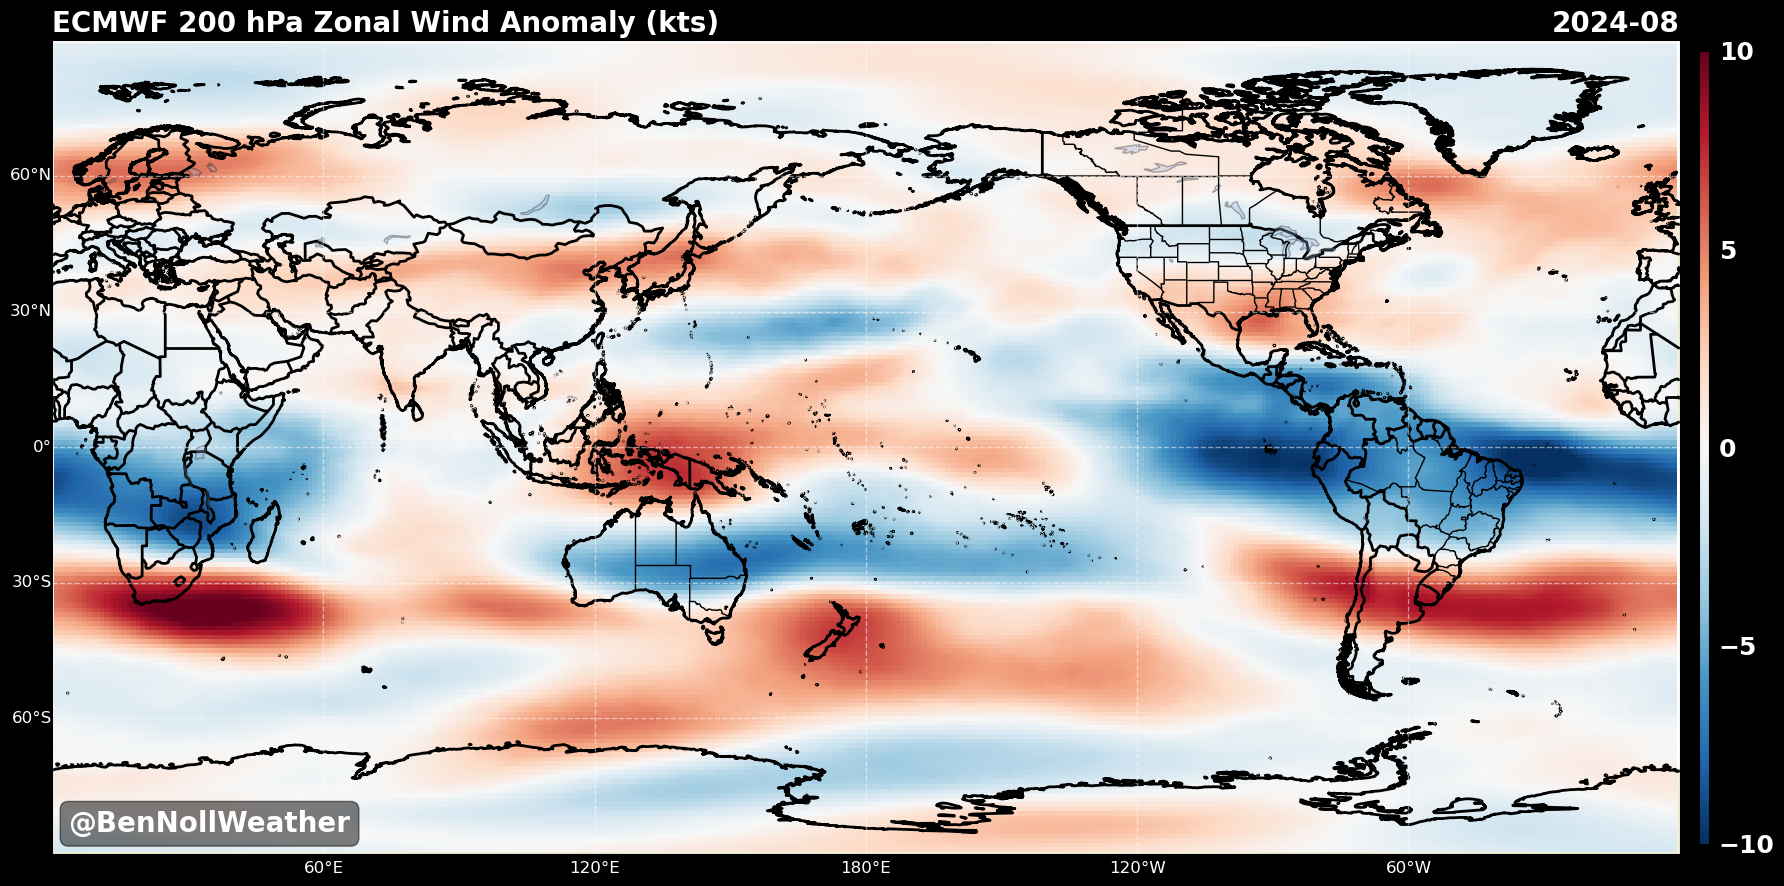 ECMWF 200 hPa Zonal Wind Anomaly (kts)
2024-08
10
5
0
−5
−10
60°N
30°N
0°
30°S
60°S
60°E
120°E
180°E
120°W
60°W
@BenNollWeather